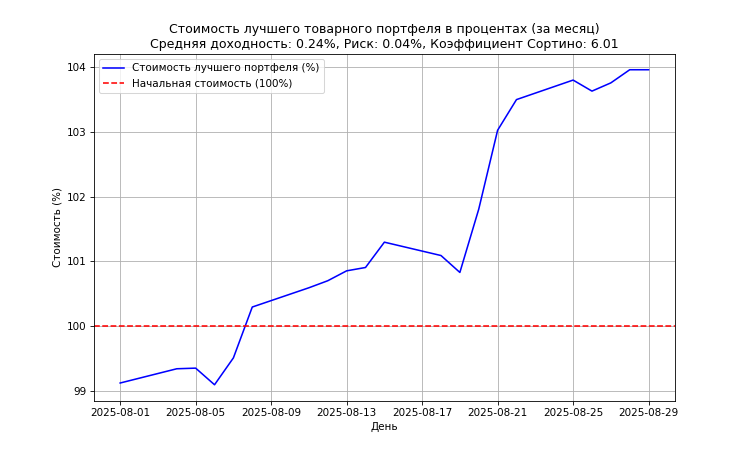 Стоимость лучшего товарного портфеля в процентах (за месяц)
Средняя доходность: 0.24%, Риск: 0.04%, Коэффициент Сортино: 6.01
Стоимость лучшего портфеля (%)
Начальная стоимость (100%)
Стоимость (%)
104
103
102
101
100
99
2025-08-01 2025-08-05 2025-08-09 2025-08-13 2025-08-17 2025-08-21 2025-08-25 2025-08-29
День